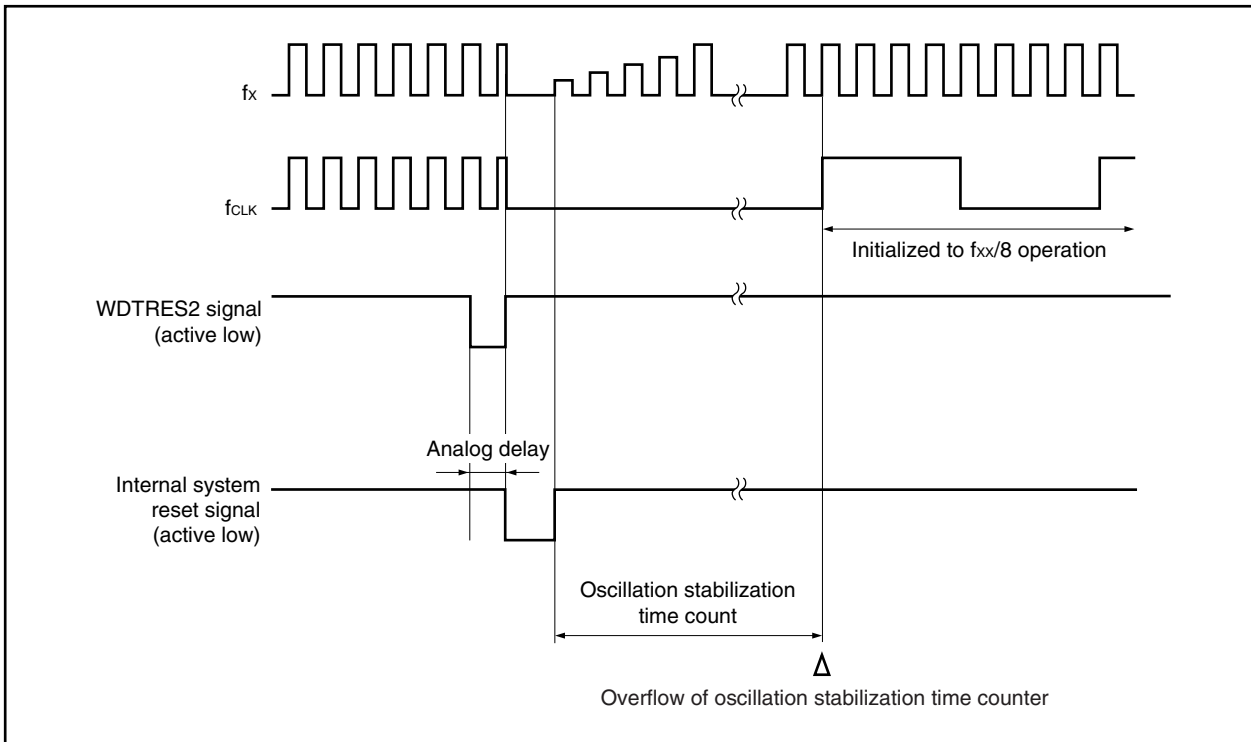 fX
fCLK
Initialized to fXX/8 operation
WDTRES2 signal
(active low)
Analog delay
Internal system
reset signal
(active low)
Oscillation stabilization
time count
Overflow of oscillation stabilization time counter